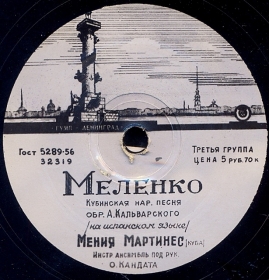 ГУМП - ЛЕНИНГРАД
ГОСТ 5289-56
32319
ТРЕТЬЯ ГРУППА
ЦЕНА 5 РУБ. 70 К.
МЕЛЕНКО
КУБИНСКАЯ НАР. ПЕСНЯ
ОБР. А. КАЛЬВАРСКОГО
/на испанском языке/
МЕНИЯ МАРТИНЕС (КУБА)
ИНСТР АНСАМБЛЬ ПОД РУК.
О. КАНДАТА